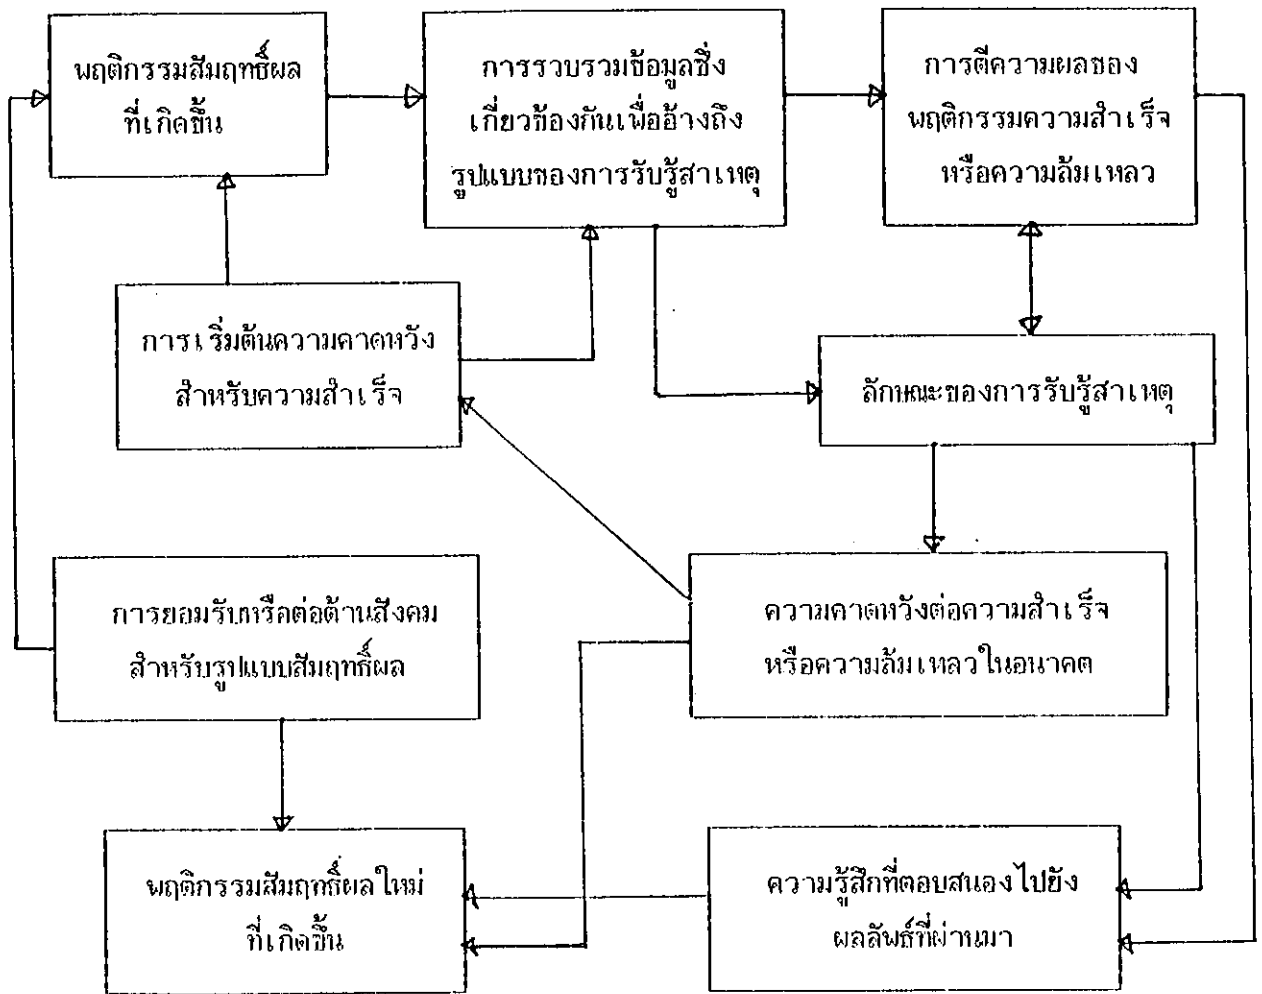 พฤติกรรมสัมฤทธิ์ผล
ที่เกิดขึ้น
การรวบรวมข้อมูลซึ่ง
เกี่ยวข้องกันเพื่ออ้างถึง
รูปแบบของการรับรู้สาเหตุ
การตีความผลของ
พฤติกรรมความสำเร็จ
หรือความล้มเหลว
การเริ่มต้นความคาดหวัง
สำหรับความสำเร็จ
ลักษณะของการรับรู้สาเหตุ
การยอมรับหรือต่อต้านสังคม
สำหรับรูปแบบสัมฤทธิ์ผล
ความคาดหวังต่อความสำเร็จ
หรือความล้มเหลวในอนาคต
พฤติกรรมสัมฤทธิ์ผลใหม่
ที่เกิดขึ้น
ความรู้สึกที่ตอบสนองไปยัง
ผลลัพธ์ที่ผ่านมา